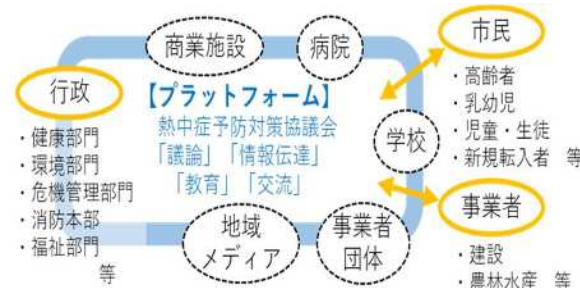 商業施設
病院
市民
・高齢者
・乳幼児
・児童・生徒
・新規転入者 等
行政
・健康部門
・環境部門
・危機管理部門
・消防本部
・福祉部門
等
【プラットフォーム】
熱中症予防対策協議会
「議論」「情報伝達」
「教育」「交流」
学校
地域
メディア
事業者
団体
事業者
・建設
・農林水産 等